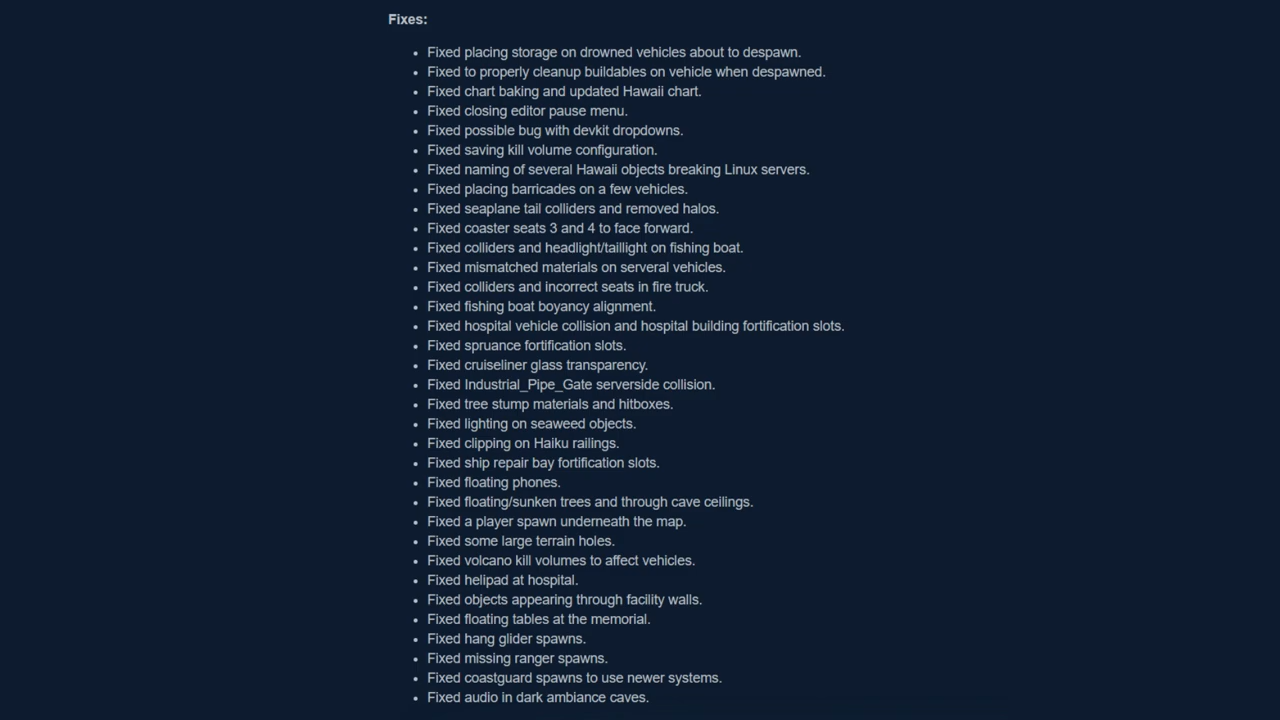 Fixes:
Fixed placing storage on drowned vehicles about to despawn.
Fixed to properly cleanup buildables on vehicle when despawned.
Fixed chart baking and updated Hawaii chart.
Fixed closing editor pause menu.
Fixed possible bug with devkit dropdowns.
Fixed saving kill volume configuration.
Fixed naming of several Hawaii objects breaking Linux servers.
Fixed placing barricades on a few vehicles.
Fixed seaplane tail colliders and removed halos.
Fixed coaster seats 3 and 4 to face forward.
Fixed colliders and headlight/taillight on fishing boat.
Fixed mismatched materials on serveral vehicles.
Fixed colliders and incorrect seats in fire truck.
Fixed fishing boat boyancy alignment.
Fixed hospital vehicle collision and hospital building fortification slots.
Fixed spruance fortification slots.
Fixed cruiseliner glass transparency.
Fixed Industrial_Pipe_Gate serverside collision.
Fixed tree stump materials and hitboxes.
Fixed lighting on seaweed objects.
Fixed clipping on Haiku railings.
Fixed ship repair bay fortification slots.
Fixed floating phones.
Fixed floating/sunken trees and through cave ceilings.
Fixed a player spawn underneath the map.
Fixed some large terrain holes.
Fixed volcano kill volumes to affect vehicles.
Fixed helipad at hospital.
Fixed objects appearing through facility walls.
Fixed floating tables at the memorial.
Fixed hang glider spawns.
Fixed missing ranger spawns.
Fixed coastguard spawns to use newer systems.
Fixed audio in dark ambiance caves.